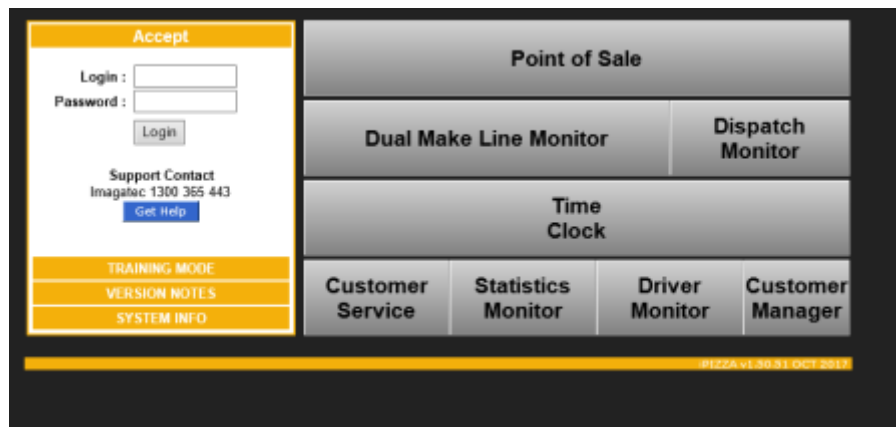 Accept
Login :
Password :
Login
Support Contact
Imagatec 1300 365 443
Get Help
TRAINING MODE
VERSION NOTES
SYSTEM INFO
Point of Sale
Dual Make Line Monitor
Dispatch
Monitor
Time
Clock
Customer
Service
Statistics
Monitor
Driver
Monitor
Customer
Manager
iPIZZA v1.30.31 OCT 2017